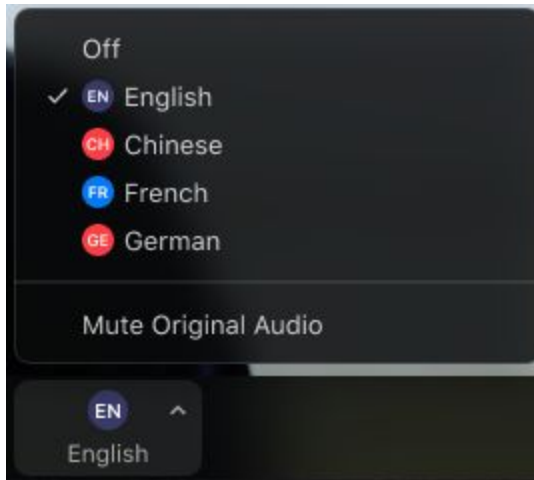 Off
EN English
CH Chinese
FR French
GE German
Mute Original Audio
EN
English